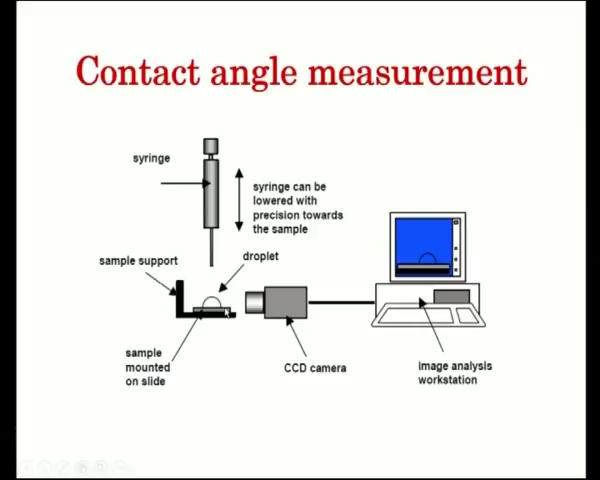 Contact angle measurement
syringe
syringe can be
lowered with
precision towards
the sample
sample support
droplet
sample
mounted
on slide
CCD camera
image analysis
workstation